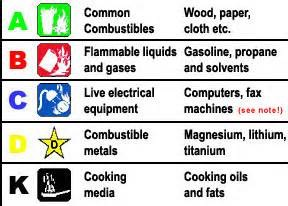 A Common Wood, paper,
Combustibles cloth etc.
B Flammable liquids Gasoline, propane
and gases and solvents
C Live electrical Computers, fax
equipment machines (see note!)
D D Combustible Magnesium, lithium,
metals titanium
K Cooking Cooking oils
media and fats